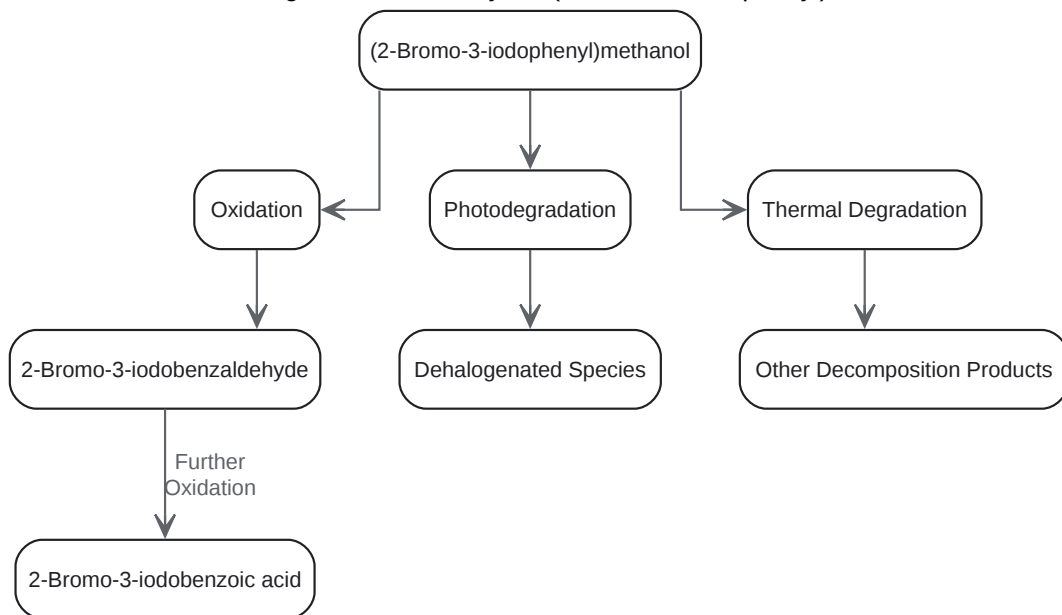 (2-Bromo-3-iodophenyl)methanol
Oxidation
Photodegradation
Thermal Degradation
2-Bromo-3-iodobenzaldehyde
Dehalogenated Species
Other Decomposition Products
Further
Oxidation
2-Bromo-3-iodobenzoic acid